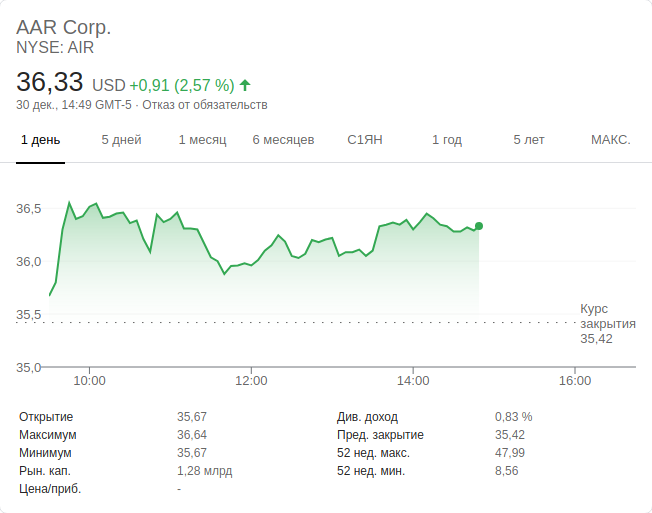 AAR Corp.
NYSE: AIR
36,33 USD +0,91 (2,57 %)
30 дек., 14:49 GMT-5 · Отказ от обязательств
1 день 5 дней 1 месяц 6 месяцев С1ЯН 1 год 5 лет МАКС.
36,5
36,0
35,5
35,0
Курс
закрытия
35,42
10:00 12:00 14:00 16:00
Открытие 35,67
Максимум 36,64
Минимум 35,67
Рын. кап. 1,28 млрд
Цена/приб. -
Див. доход 0,83 %
Пред. закрытие 35,42
52 нед. макс. 47,99
52 нед. мин. 8,56